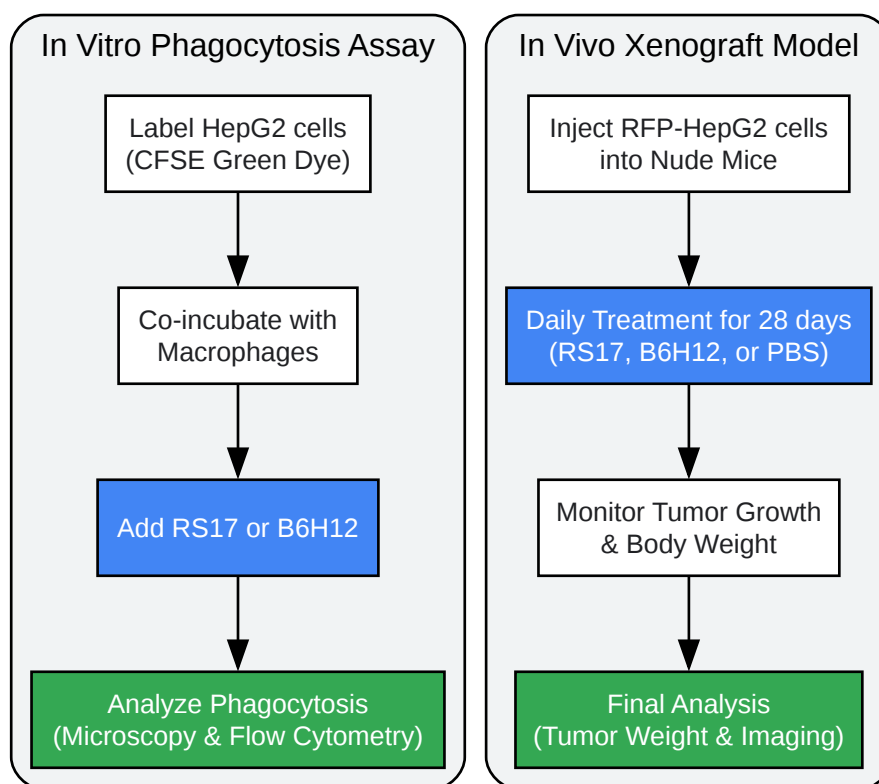 In Vitro Phagocytosis Assay
Label HepG2 cells
(CFSE Green Dye)
Co-incubate with
Macrophages
Add RS17 or B6H12
Analyze Phagocytosis
(Microscopy & Flow Cytometry)
In Vivo Xenograft Model
Inject RFP-HepG2 cells
into Nude Mice
Daily Treatment for 28 days
(RS17, B6H12, or PBS)
Monitor Tumor Growth
& Body Weight
Final Analysis
(Tumor Weight & Imaging)